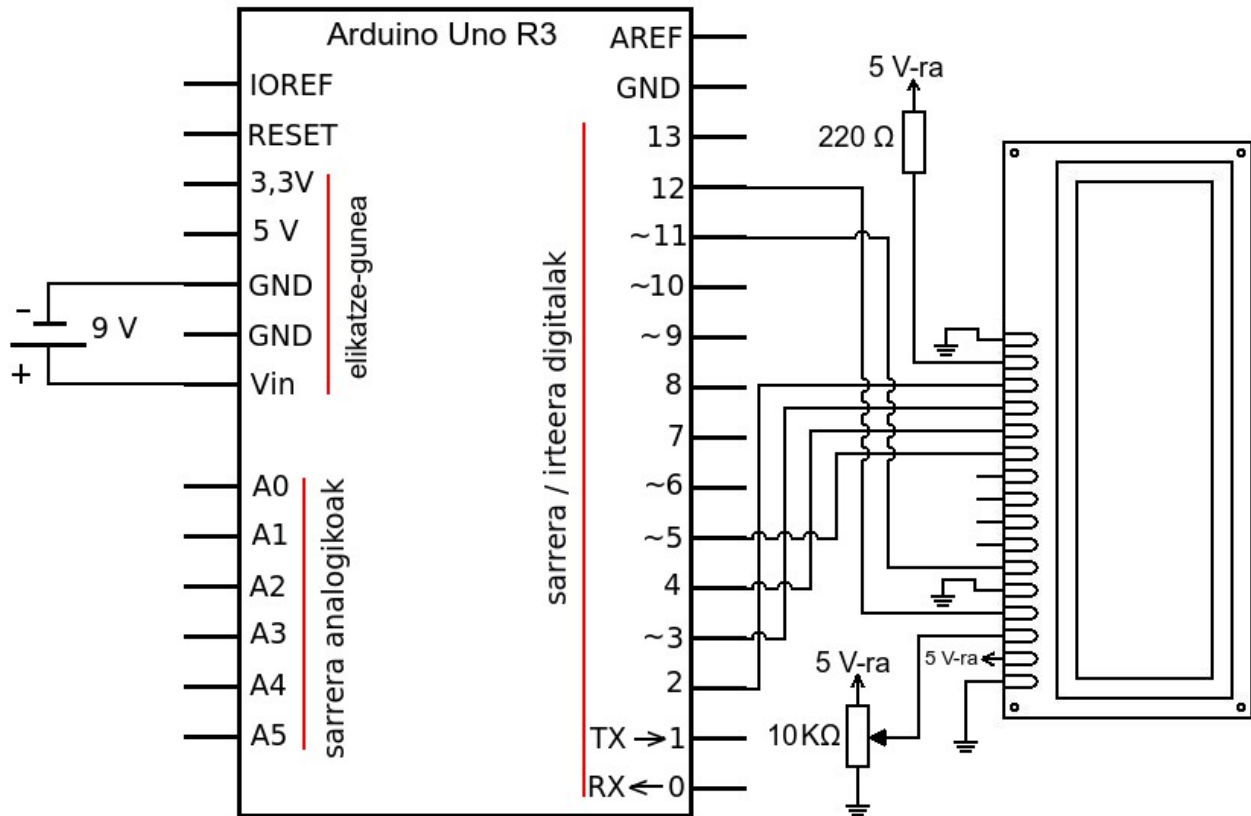 Arduino Uno R3
IOREF
RESET
3,3V
5 V
GND
GND
Vin
elikatze-gunea
– 9 V
+
A0
A1
A2
A3
A4
A5
sarrera analogikoak
AREF
GND
13
12
~11
~10
~9
8
7
~6
~5
4
~3
2
TX → 1
RX ← 0
sarrera / irteera digitalak
5 V-ra
220 Ω
5 V-ra
10KΩ
5 V-ra